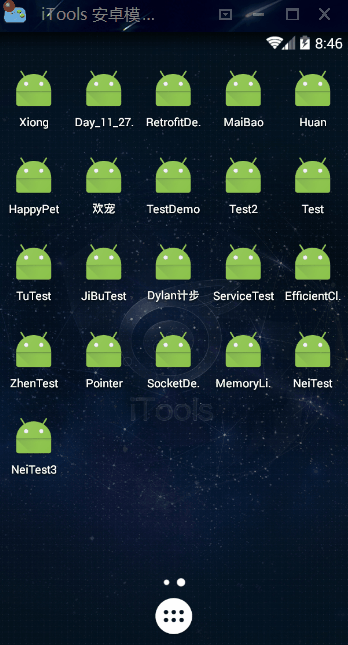 iTools 安卓模...
8:46
Xiong
Day_11_27.
RetrofitDe.
MaiBao
Huan
HappyPet
欢宠
TestDemo
Test2
Test
TuTest
JiBuTest
Dylan计步
ServiceTest
EfficientCl.
ZhenTest
Pointer
SocketDe.
MemoryLi.
NeiTest
iTools
NeiTest3